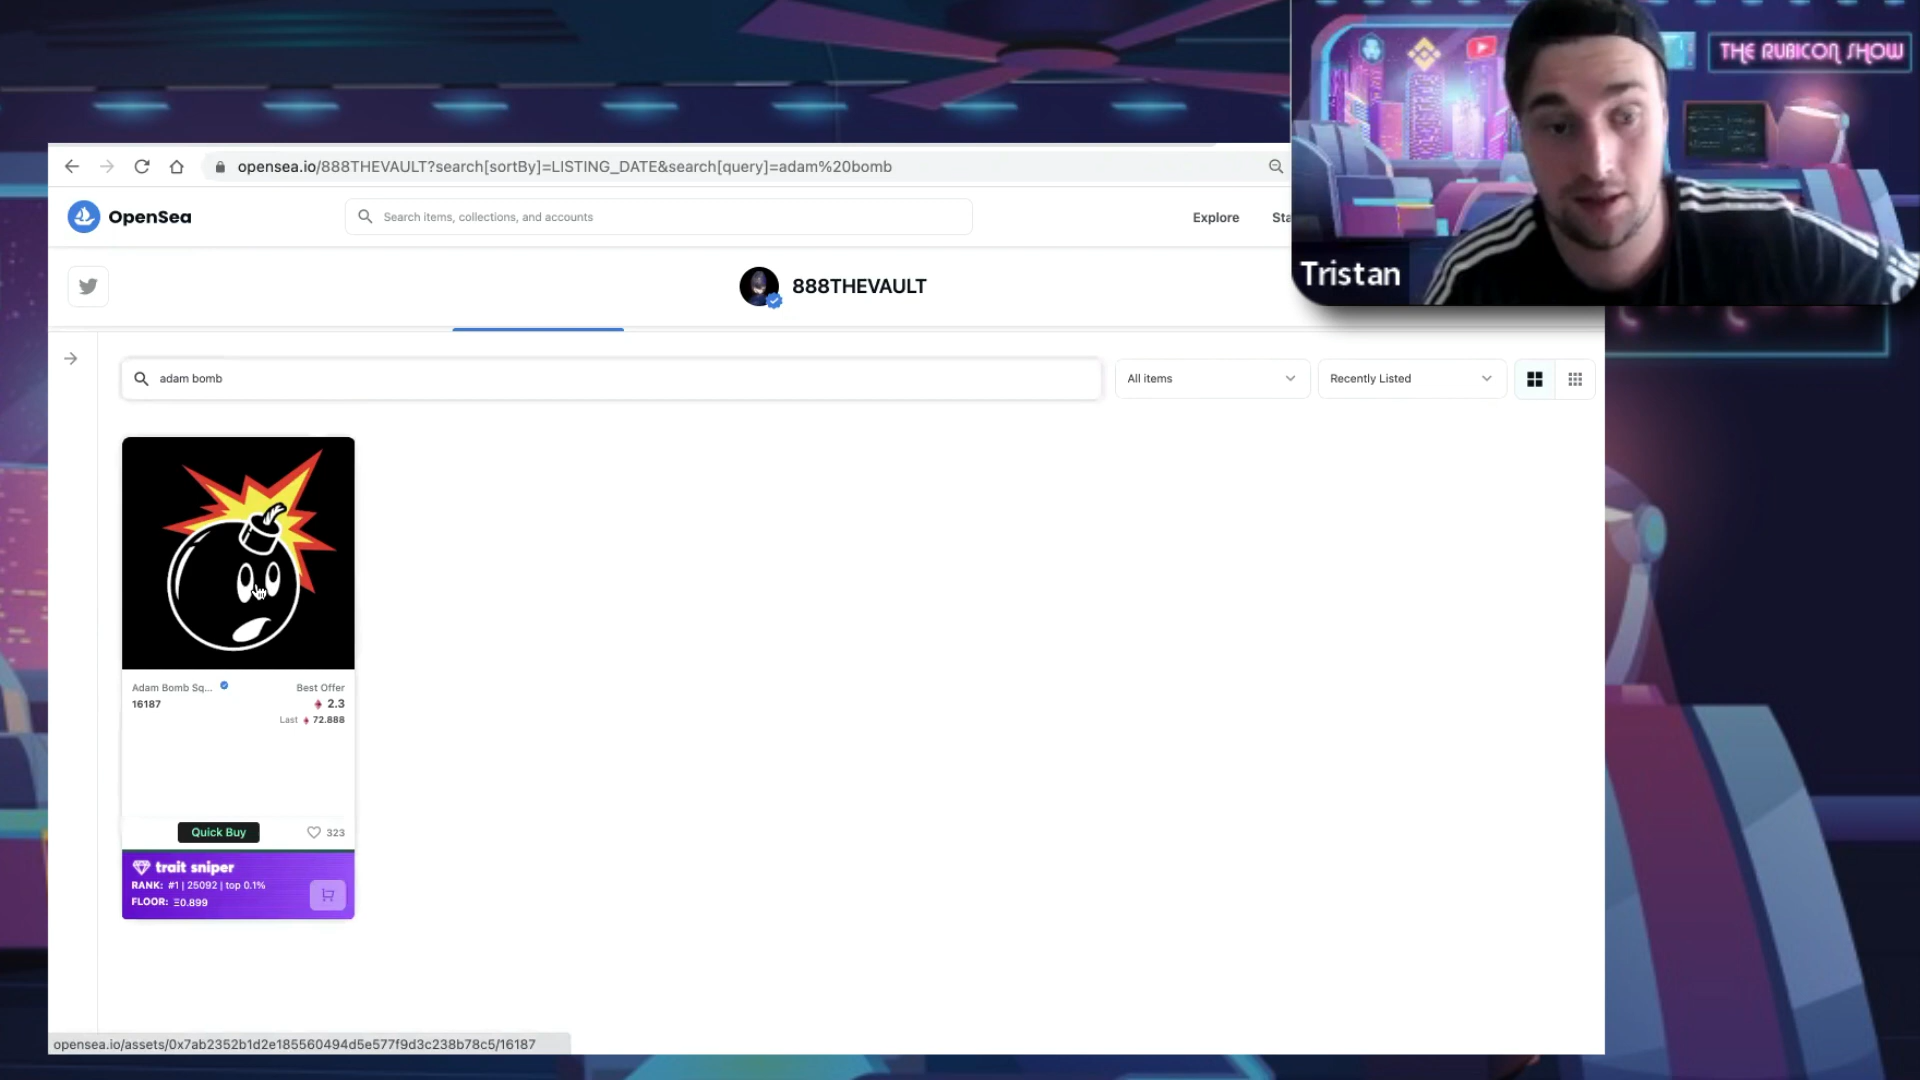 THE RUBICON SHOW
Tristan
opensea.io/888THEVAULT?search[sortBy]=LISTING_DATE&search[query]=adam%20bomb
OpenSea
Search items, collections, and accounts
Explore
Sta
888THEVAULT
adam bomb
All items
Recently Listed
Adam Bomb Sq...
Best Offer
16187
2.3
Last 72.888
Quick Buy
323
trait sniper
RANK: #1 | 25092 | top 0.1%
FLOOR: Ξ0.899
opensea.io/assets/0x7ab2352b1d2e185560494d5e577f9d3c238b78c5/16187